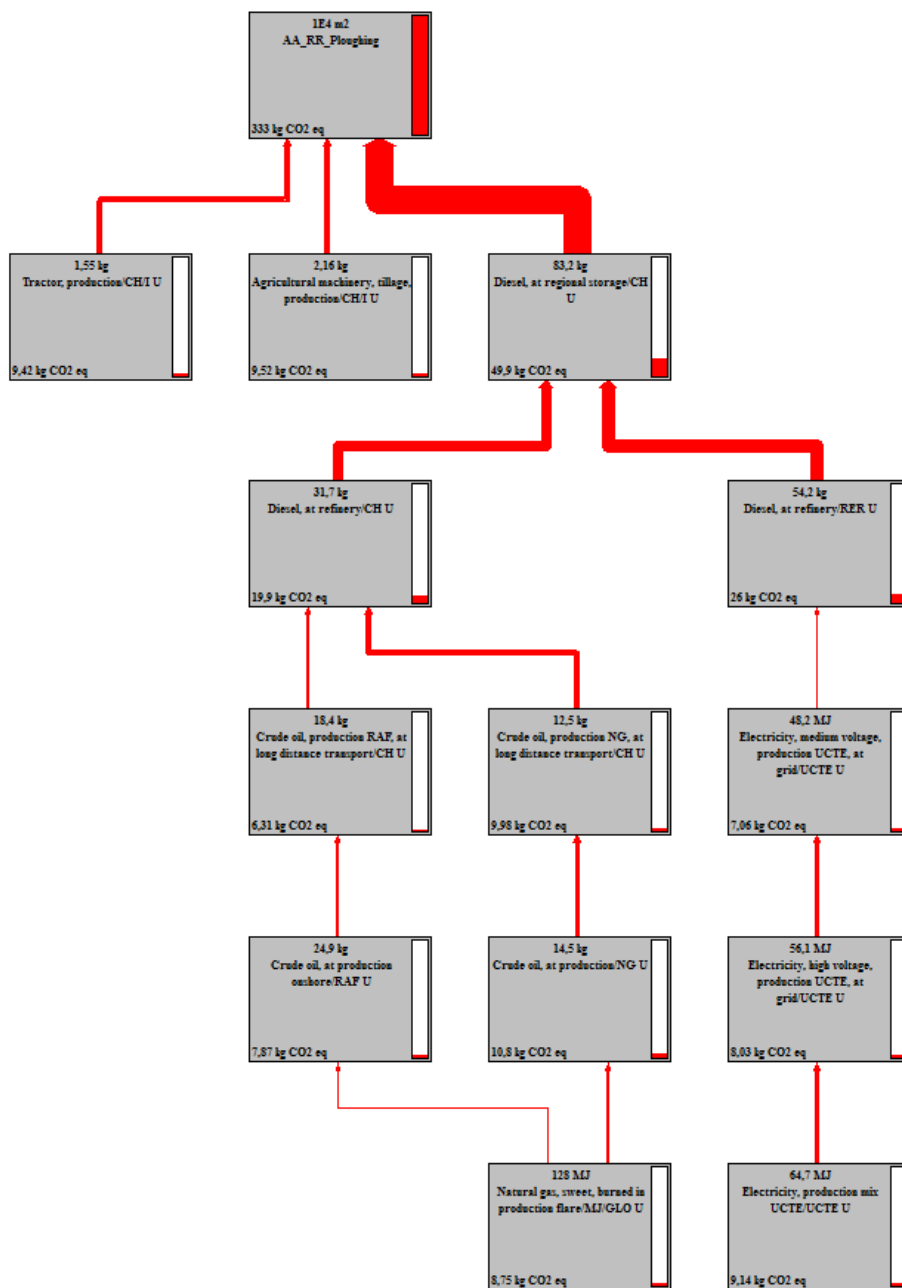 1E4 m2
AA_RR_Ploughing
333 kg CO2 eq
1,55 kg
Tractor, production/CH/I U
9,42 kg CO2 eq
2,16 kg
Agricultural machinery, tillage,
production/CH/I U
9,52 kg CO2 eq
83,2 kg
Diesel, at regional storage/CH
U
49,9 kg CO2 eq
31,7 kg
Diesel, at refinery/CH U
19,9 kg CO2 eq
54,2 kg
Diesel, at refinery/RER U
26 kg CO2 eq
18,4 kg
Crude oil, production RAF, at
long distance transport/CH U
6,31 kg CO2 eq
12,5 kg
Crude oil, production NG, at
long distance transport/CH U
9,98 kg CO2 eq
48,2 MJ
Electricity, medium voltage,
production UCTE, at
grid/UCTE U
7,06 kg CO2 eq
24,9 kg
Crude oil, at production
onshore/RAF U
7,87 kg CO2 eq
14,5 kg
Crude oil, at production/NG U
10,8 kg CO2 eq
56,1 MJ
Electricity, high voltage,
production UCTE, at
grid/UCTE U
8,03 kg CO2 eq
128 MJ
Natural gas, sweet, burned in
production flare/MJ/GLO U
8,75 kg CO2 eq
64,7 MJ
Electricity, production mix
UCTE/UCTE U
9,14 kg CO2 eq